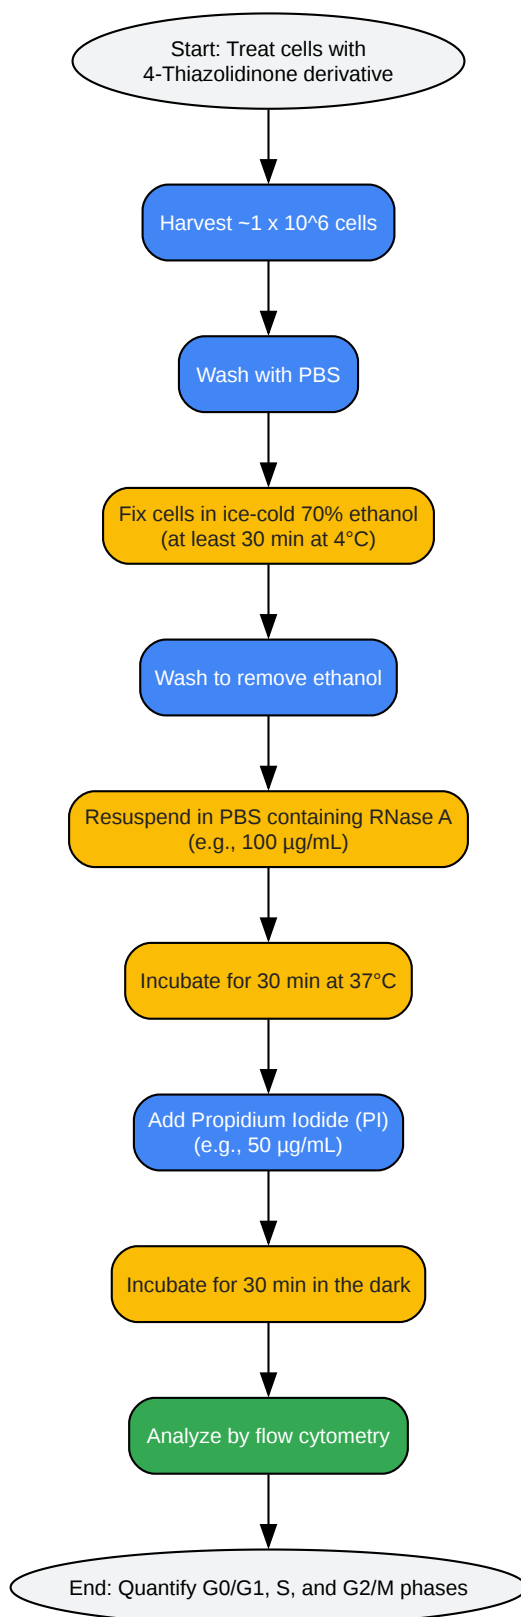 Start: Treat cells with
4-Thiazolidinone derivative
Harvest ~1 x 10^6 cells
Wash with PBS
Fix cells in ice-cold 70% ethanol
(at least 30 min at 4°C)
Wash to remove ethanol
Resuspend in PBS containing RNase A
(e.g., 100 µg/mL)
Incubate for 30 min at 37°C
Add Propidium Iodide (PI)
(e.g., 50 µg/mL)
Incubate for 30 min in the dark
Analyze by flow cytometry
End: Quantify G0/G1, S, and G2/M phases